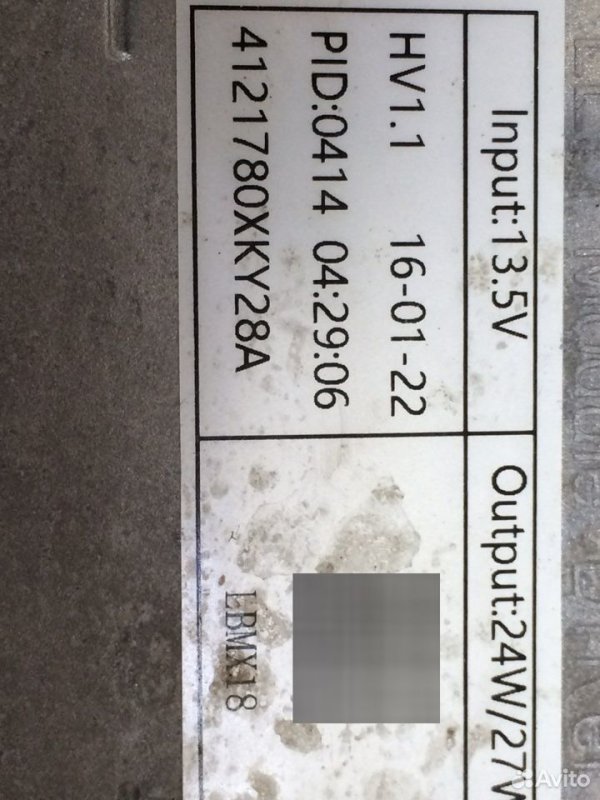 Input:13.5V
Output:24W/27W
HV1.1 16-01-22
PID:0414 04:29:06
4121780XKY28A
LBMX18
Avito